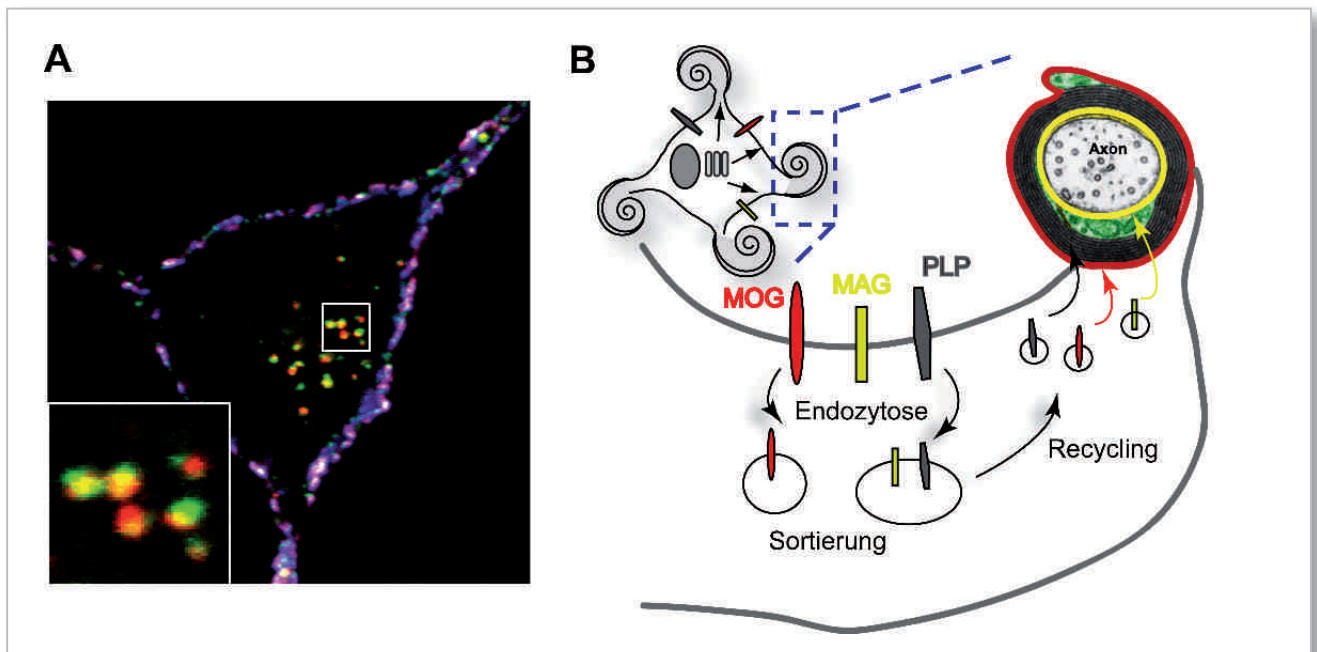 A
B
Axon
MOG
MAG
PLP
Endozytose
Recycling
Sortierung